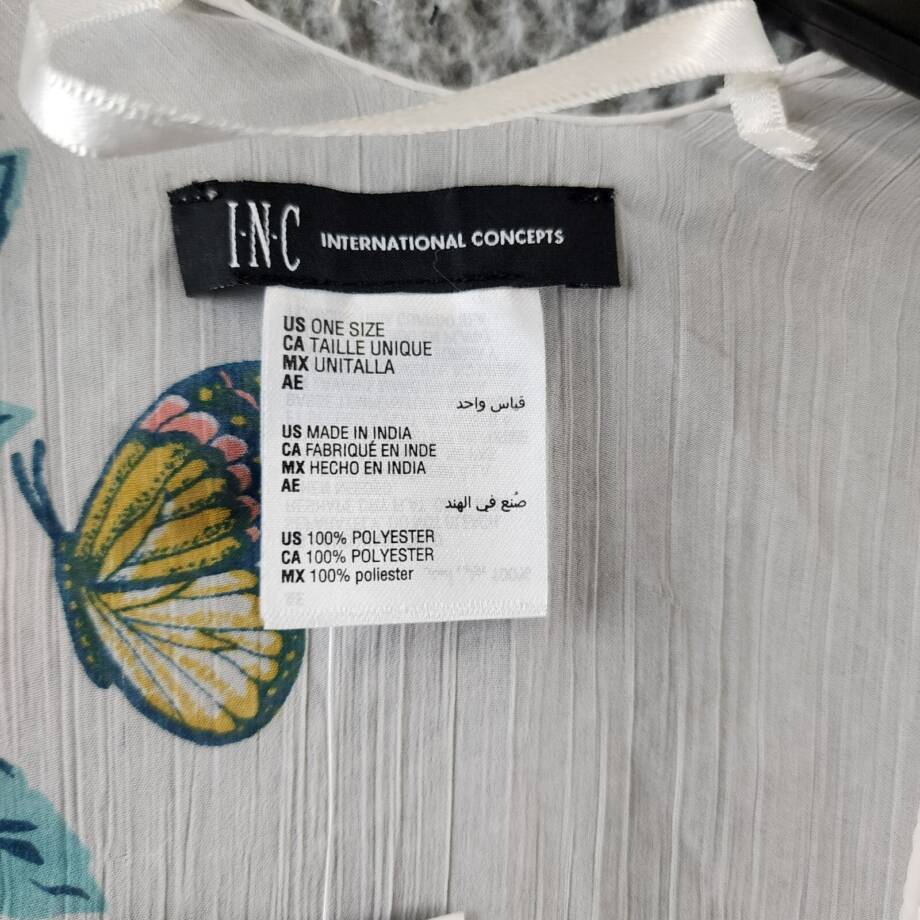 I·N·C INTERNATIONAL CONCEPTS
US ONE SIZE
CA TAILLE UNIQUE
MX UNITALLA
AE
قياس واحد
US MADE IN INDIA
CA FABRIQUÉ EN INDE
MX HECHO EN INDIA
AE
صُنع في الهند
US 100% POLYESTER
CA 100% POLYESTER
MX 100% poliester